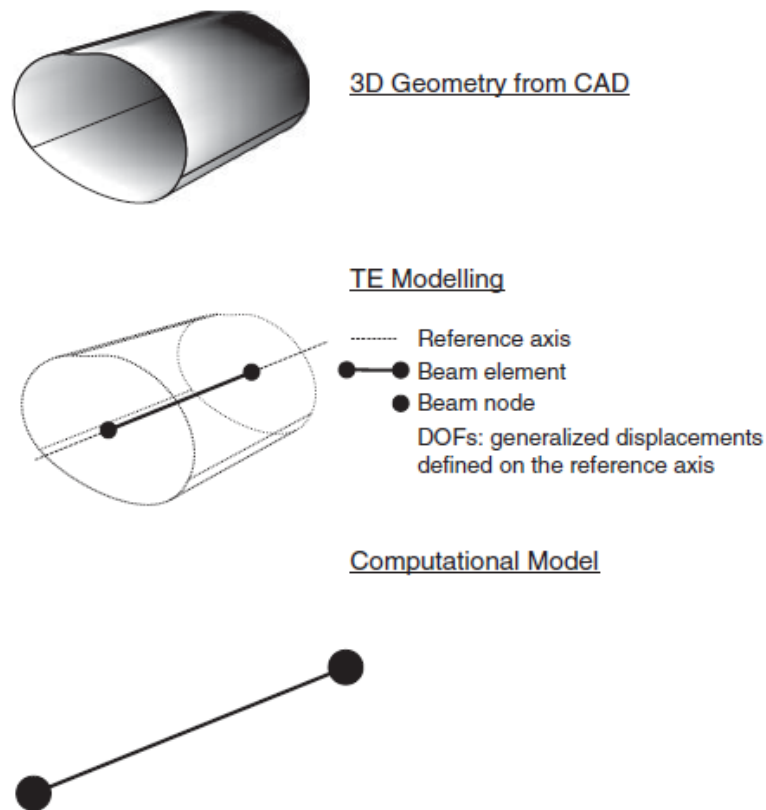 3D Geometry from CAD
TE Modelling
Reference axis
Beam element
Beam node
DOFs: generalized displacements
defined on the reference axis
Computational Model